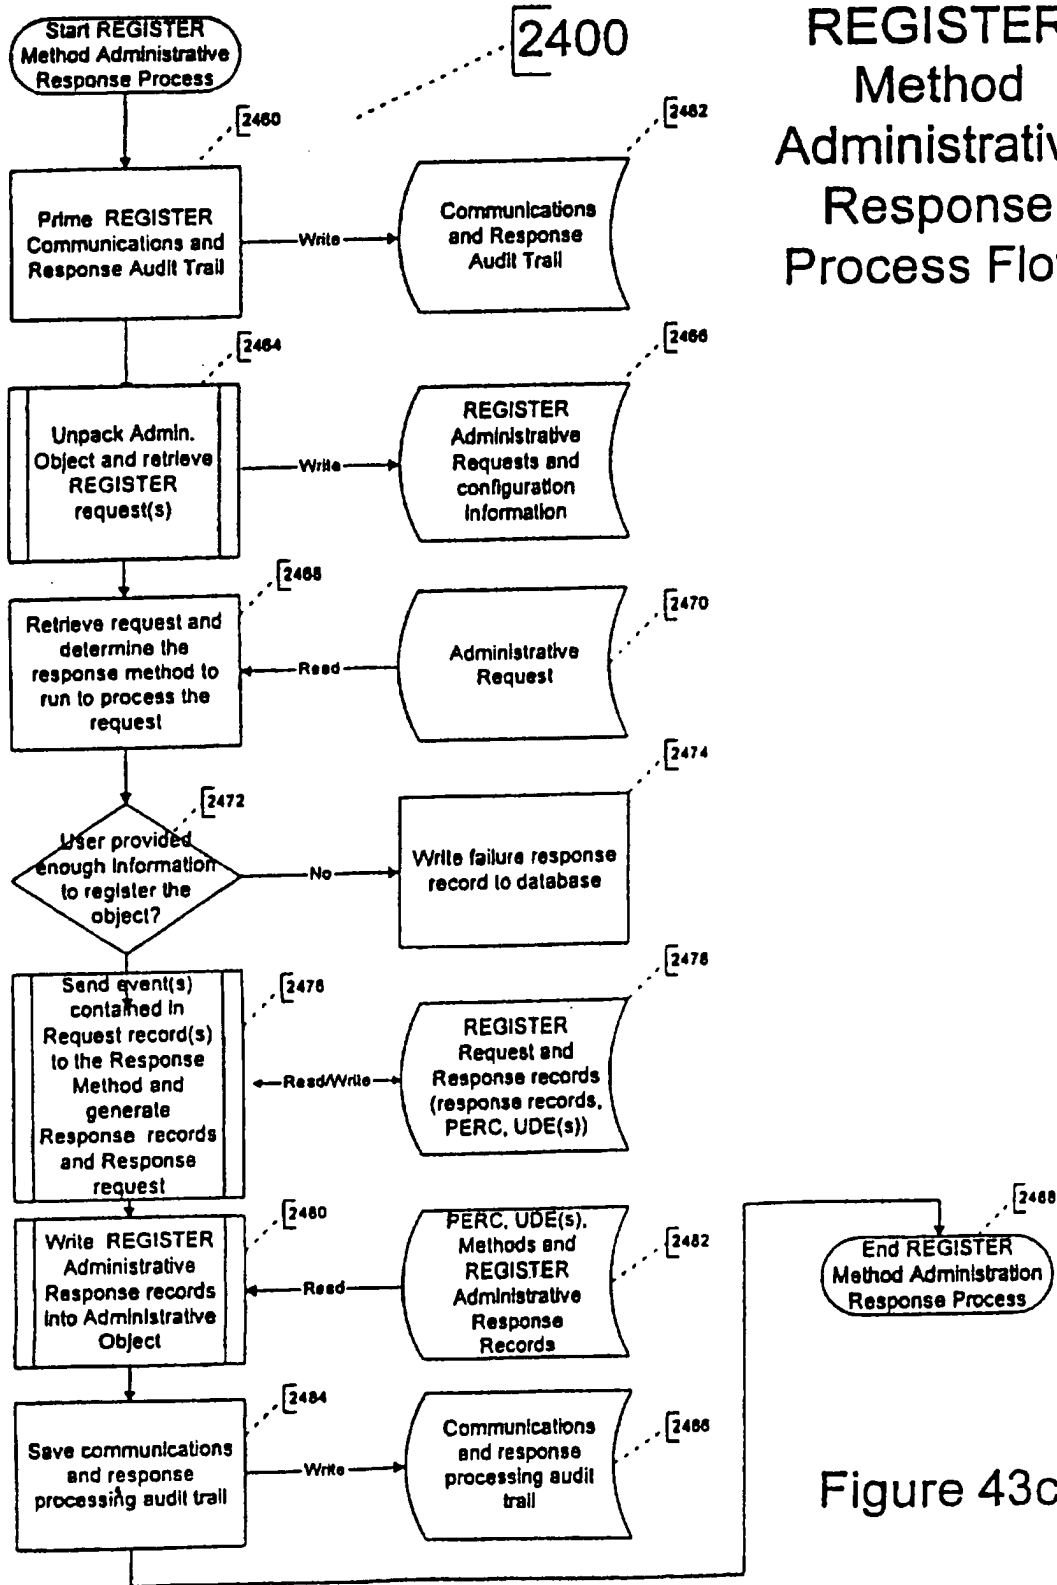 Start REGISTER
Method Administrative
Response Process
2400
REGISTER
Method
Administrativ
Response
Process Flo
2460
Prime REGISTER
Communications and
Response Audit Trail
Write
2462
Communications
and Response
Audit Trail
2464
Unpack Admin.
Object and retrieve
REGISTER
request(s)
Write
2466
REGISTER
Administrative
Requests and
configuration
Information
2468
Retrieve request and
determine the
response method to
run to process the
request
Read
2470
Administrative
Request
2472
User provided
enough Information
to register the
object?
No
2474
Write failure response
record to database
2476
Send event(s)
contained in
Request record(s)
to the Response
Method and
generate
Response records
and Response
request
Read/Write
2478
REGISTER
Request and
Response records
(response records,
PERC, UDE(s))
2480
Write REGISTER
Administrative
Response records
into Administrative
Object
Read
2482
PERC, UDE(s),
Methods and
REGISTER
Administrative
Response
Records
2484
Save communications
and response
processing audit trail
Write
2486
Communications
and response
processing audit
trail
2488
End REGISTER
Method Administration
Response Process
Figure 43c